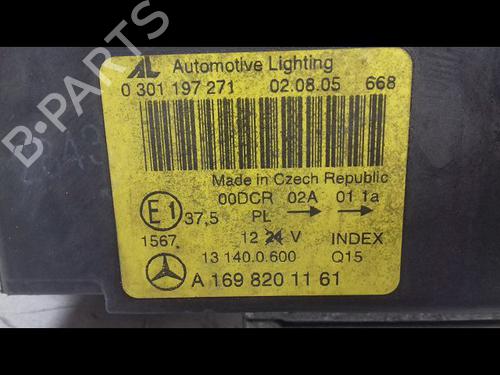 AL Automotive Lighting
0 301 197 271 02.08.05 668
Made in Czech Republic
00DCR 02A 01 1a
E1 37,5 PL → →
1567 12 24 V INDEX
13 140.0.600 Q15
A 169 820 11 61
B-PARTS